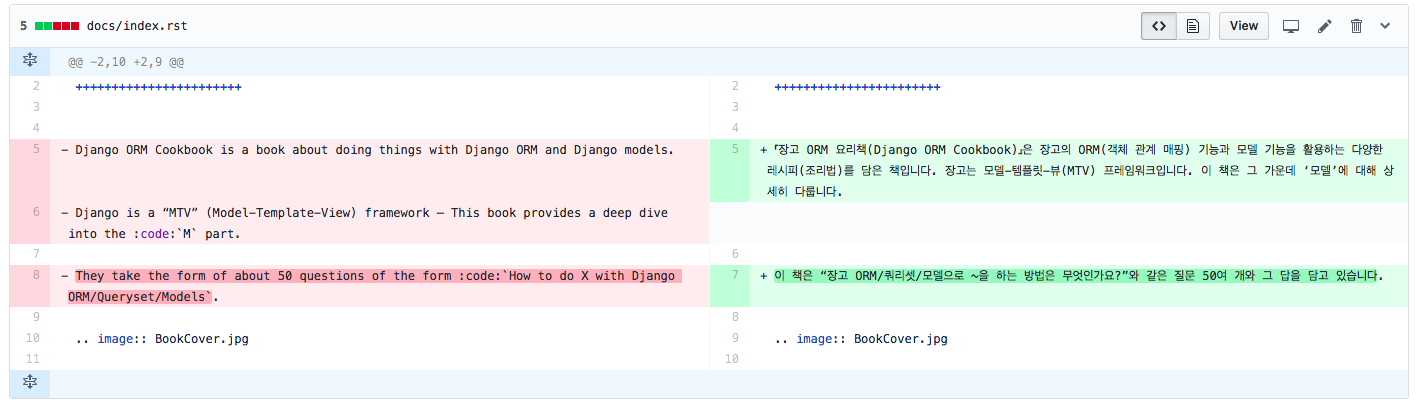 5 docs/index.rst View
@@ -2,10 +2,9 @@
2 +++++++++++++++++++++++
3
4
5 - Django ORM Cookbook is a book about doing things with Django ORM and Django models.
6 - Django is a “MTV” (Model-Template-View) framework – This book provides a deep dive
into the :code:`M` part.
7
8 - They take the form of about 50 questions of the form :code:`How to do X with Django
ORM/Queryset/Models`.
9
10 .. image:: BookCover.jpg
11
2 +++++++++++++++++++++++
3
4
5 + 『장고 ORM 요리책(Django ORM Cookbook)』은 장고의 ORM(객체 관계 매핑) 기능과 모델 기능을 활용하는 다양한
레시피(조리법)를 담은 책입니다. 장고는 모델-템플릿-뷰(MTV) 프레임워크입니다. 이 책은 그 가운데 ‘모델’에 대해 상
세히 다룹니다.
6
7 + 이 책은 “장고 ORM/쿼리셋/모델으로 ~을 하는 방법은 무엇인가요?”와 같은 질문 50여 개와 그 답을 담고 있습니다.
8
9 .. image:: BookCover.jpg
10